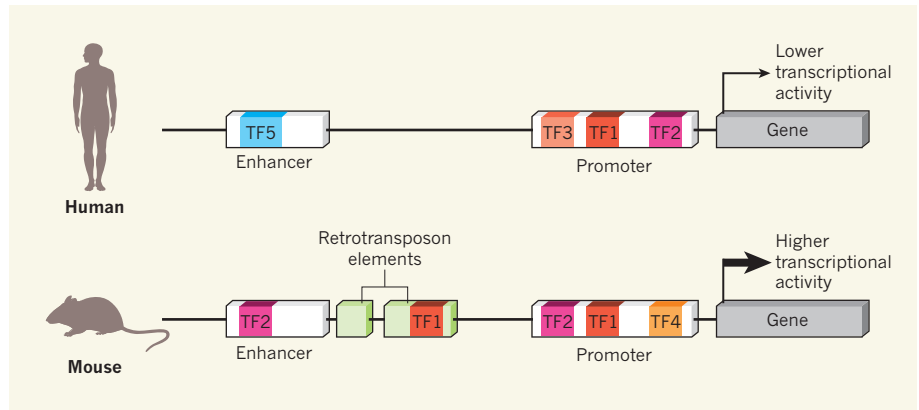 Lower
transcriptional
activity
TF5
TF3 TF1 TF2
Gene
Enhancer
Promoter
Human
Retrotransposon
elements
Higher
transcriptional
activity
TF2
TF1
TF2 TF1 TF4
Gene
Enhancer
Promoter
Mouse